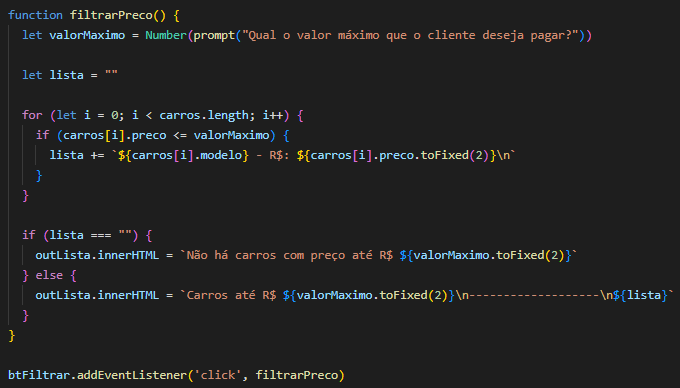 function filtrarPreco() {
let valorMaximo = Number(prompt("Qual o valor máximo que o cliente deseja pagar?"))
let lista = ""
for (let i = 0; i < carros.length; i++) {
if (carros[i].preco <= valorMaximo) {
lista += `${carros[i].modelo} - R$: ${carros[i].preco.toFixed(2)}\n`
}
}
if (lista === "") {
outLista.innerHTML = `Não há carros com preço até R$ ${valorMaximo.toFixed(2)}`
} else {
outLista.innerHTML = `Carros até R$ ${valorMaximo.toFixed(2)}\n-------------------\n${lista}`
}
}
btFiltrar.addEventListener('click', filtrarPreco)